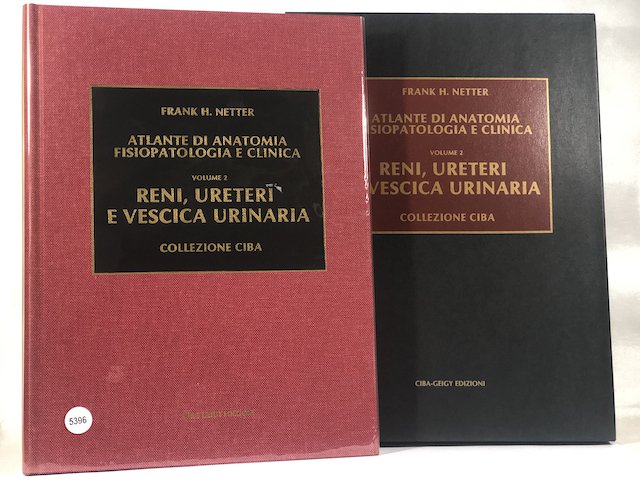 FRANK H. NETTER
ATLANTE DI ANATOMIA
FISIOPATOLOGIA E CLINICA
VOLUME 2
RENI, URETERI
E VESCICA URINARIA
COLLEZIONE CIBA
5396
FRANK H. NETTER
ATLANTE DI ANATOMIA
SIOPATOLOGIA E CLINICA
VOLUME 2
RENI, URETERI
VESCICA URINARIA
COLLEZIONE CIBA
CIBA-GEIGY EDIZIONI